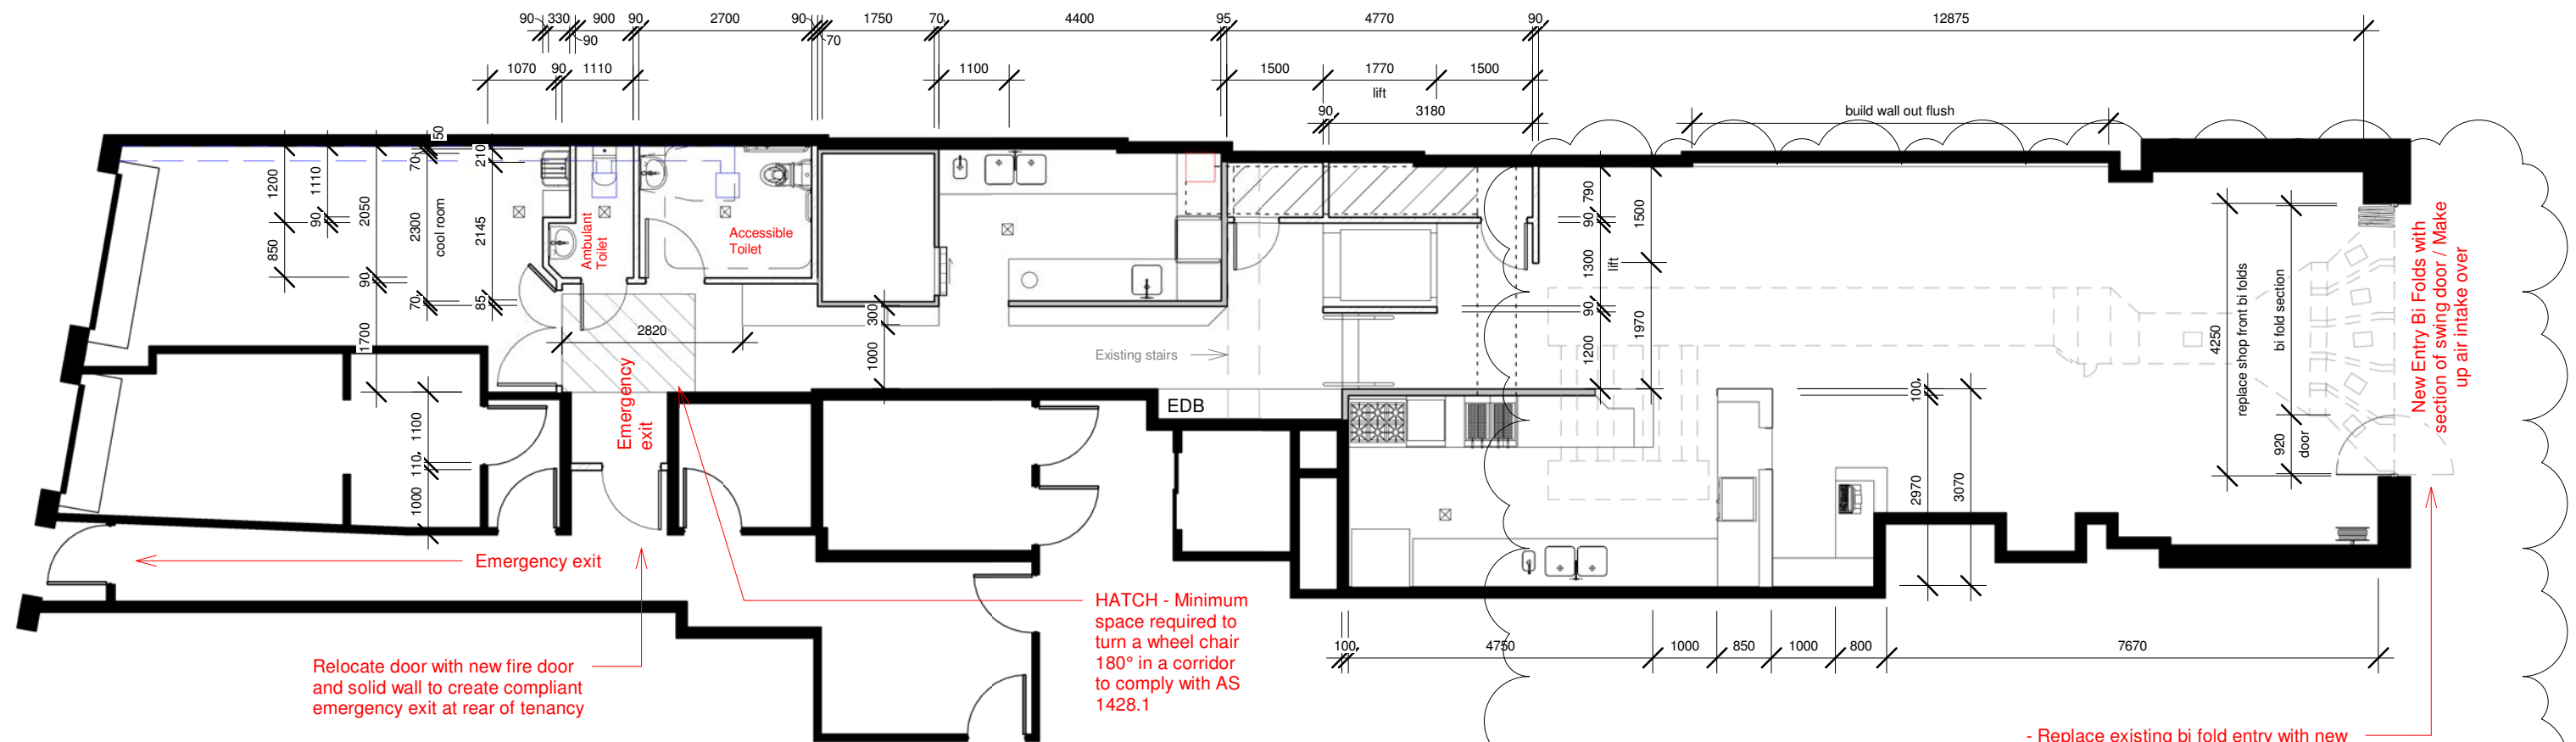 90 330 900 90 2700 90 1750 70 4400 95 4770 90 12875
90 70
1070 90 1110 1100 1500 1770 1500
lift
90 3180
build wall out flush
50
70
210
1200
1110
90
2050
850
90
2300
cool room
2145
70
85
1700
Ambulant
Toilet
Accessible
Toilet
2820
300
1000
Existing stairs
790
90
1300
lift
90
1200
1500
1970
4250
replace shop front bi folds
bi fold section
920
door
New Entry Bi Folds with
section of swing door / Make
up air intake over
EDB
Emergency
exit
1100
110
1000
100
2970
3070
Emergency exit
HATCH - Minimum
space required to
turn a wheel chair
180° in a corridor
to comply with AS
1428.1
Relocate door with new fire door
and solid wall to create compliant
emergency exit at rear of tenancy
100 4750 1000 850 1000 800 7670
- Replace existing bi fold entry with new